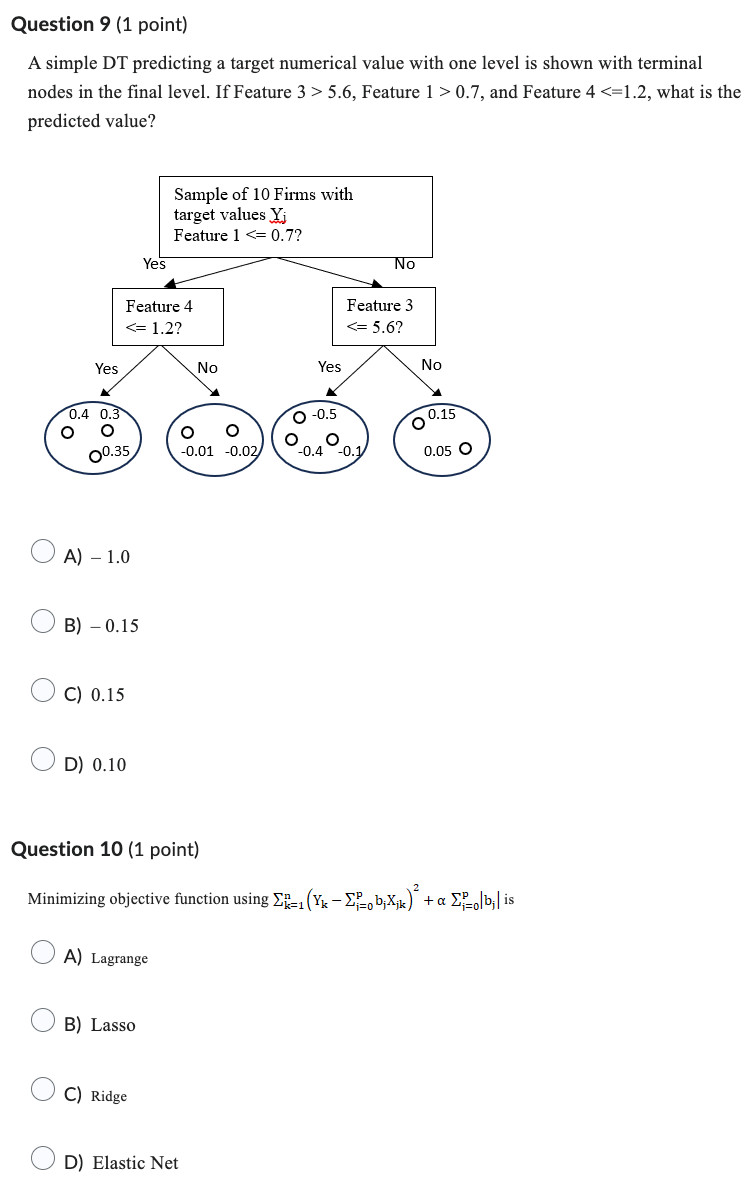 Question 9 (1 point)
A simple DT predicting a target numerical value with one level is shown with terminal
nodes in the final level. If Feature 3 > 5.6, Feature 1 > 0.7, and Feature 4 <=1.2, what is the
predicted value?
Sample of 10 Firms with
target values Yj
Feature 1 <= 0.7?
Yes
No
Feature 4
<= 1.2?
Feature 3
<= 5.6?
Yes
No
Yes
No
0.4 0.3
0.35
-0.01 -0.02
-0.5
-0.4 -0.1
0.15
0.05
A) – 1.0
B) – 0.15
C) 0.15
D) 0.10
Question 10 (1 point)
Minimizing objective function using Σⁿₖ₌₁(Yₖ − Σᵖⱼ₌₀ bⱼXⱼₖ)² + α Σᵖⱼ₌₀|bⱼ| is
A) Lagrange
B) Lasso
C) Ridge
D) Elastic Net